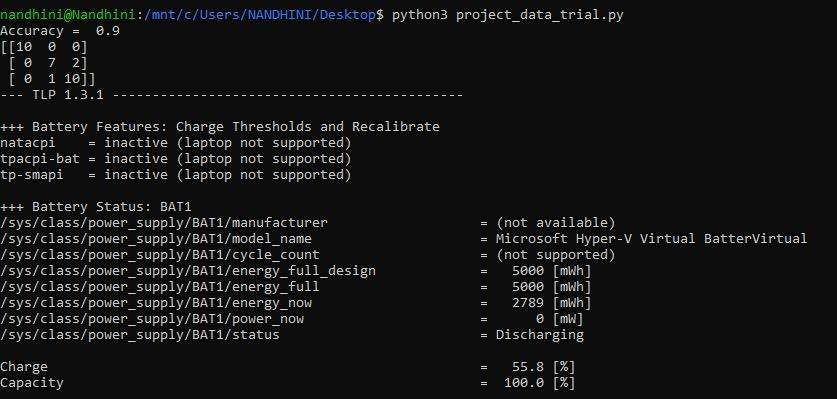 nandhini@Nandhini:/mnt/c/Users/NANDHINI/Desktop$ python3 project_data_trial.py
Accuracy =  0.9
[[10  0  0]
 [ 0  7  2]
 [ 0  1 10]]
--- TLP 1.3.1 --------------------------------------------

+++ Battery Features: Charge Thresholds and Recalibrate
natacpi    = inactive (laptop not supported)
tpacpi-bat = inactive (laptop not supported)
tp-smapi   = inactive (laptop not supported)

+++ Battery Status: BAT1
/sys/class/power_supply/BAT1/manufacturer                   = (not available)
/sys/class/power_supply/BAT1/model_name                     = Microsoft Hyper-V Virtual BatterVirtual
/sys/class/power_supply/BAT1/cycle_count                    = (not supported)
/sys/class/power_supply/BAT1/energy_full_design             =   5000 [mWh]
/sys/class/power_supply/BAT1/energy_full                    =   5000 [mWh]
/sys/class/power_supply/BAT1/energy_now                     =   2789 [mWh]
/sys/class/power_supply/BAT1/power_now                      =      0 [mW]
/sys/class/power_supply/BAT1/status                         = Discharging

Charge                                                      =   55.8 [%]
Capacity                                                    =  100.0 [%]